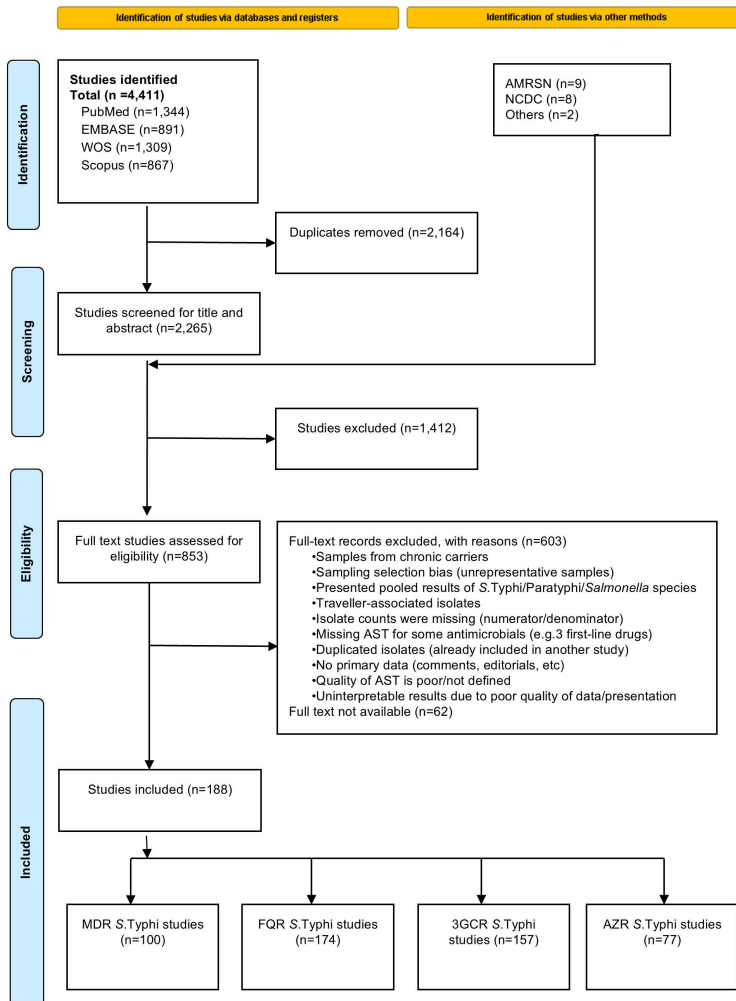 Identification of studies via databases and registers
Identification of studies via other methods
Identification
Studies identified
Total (n =4,411)
PubMed (n=1,344)
EMBASE (n=891)
WOS (n=1,309)
Scopus (n=867)
AMRSN (n=9)
NCDC (n=8)
Others (n=2)
Duplicates removed (n=2,164)
Screening
Studies screened for title and
abstract (n=2,265)
Studies excluded (n=1,412)
Eligibility
Full text studies assessed for
eligibility (n=853)
Full-text records excluded, with reasons (n=603)
•Samples from chronic carriers
•Sampling selection bias (unrepresentative samples)
•Presented pooled results of S.Typhi/Paratyphi/Salmonella species
•Traveller-associated isolates
•Isolate counts were missing (numerator/denominator)
•Missing AST for some antimicrobials (e.g.3 first-line drugs)
•Duplicated isolates (already included in another study)
•No primary data (comments, editorials, etc)
•Quality of AST is poor/not defined
•Uninterpretable results due to poor quality of data/presentation
Full text not available (n=62)
Included
Studies included (n=188)
MDR S.Typhi studies
(n=100)
FQR S.Typhi studies
(n=174)
3GCR S.Typhi
studies (n=157)
AZR S.Typhi studies
(n=77)